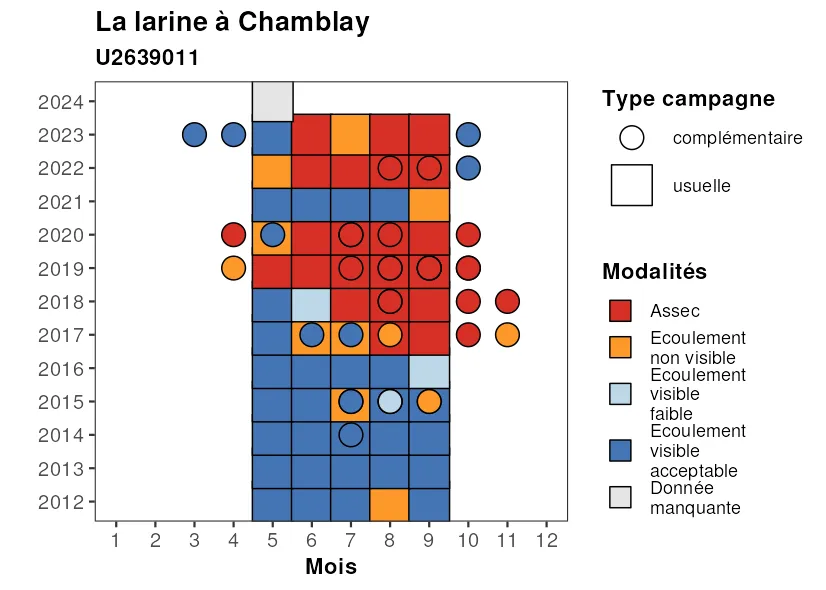 La larine à Chamblay
U2639011
2024
2023
2022
2021
2020
2019
2018
2017
2016
2015
2014
2013
2012
1 2 3 4 5 6 7 8 9 10 11 12
Mois
Type campagne
complémentaire
usuelle
Modalités
Assec
Ecoulement
non visible
Ecoulement
visible
faible
Ecoulement
visible
acceptable
Donnée
manquante